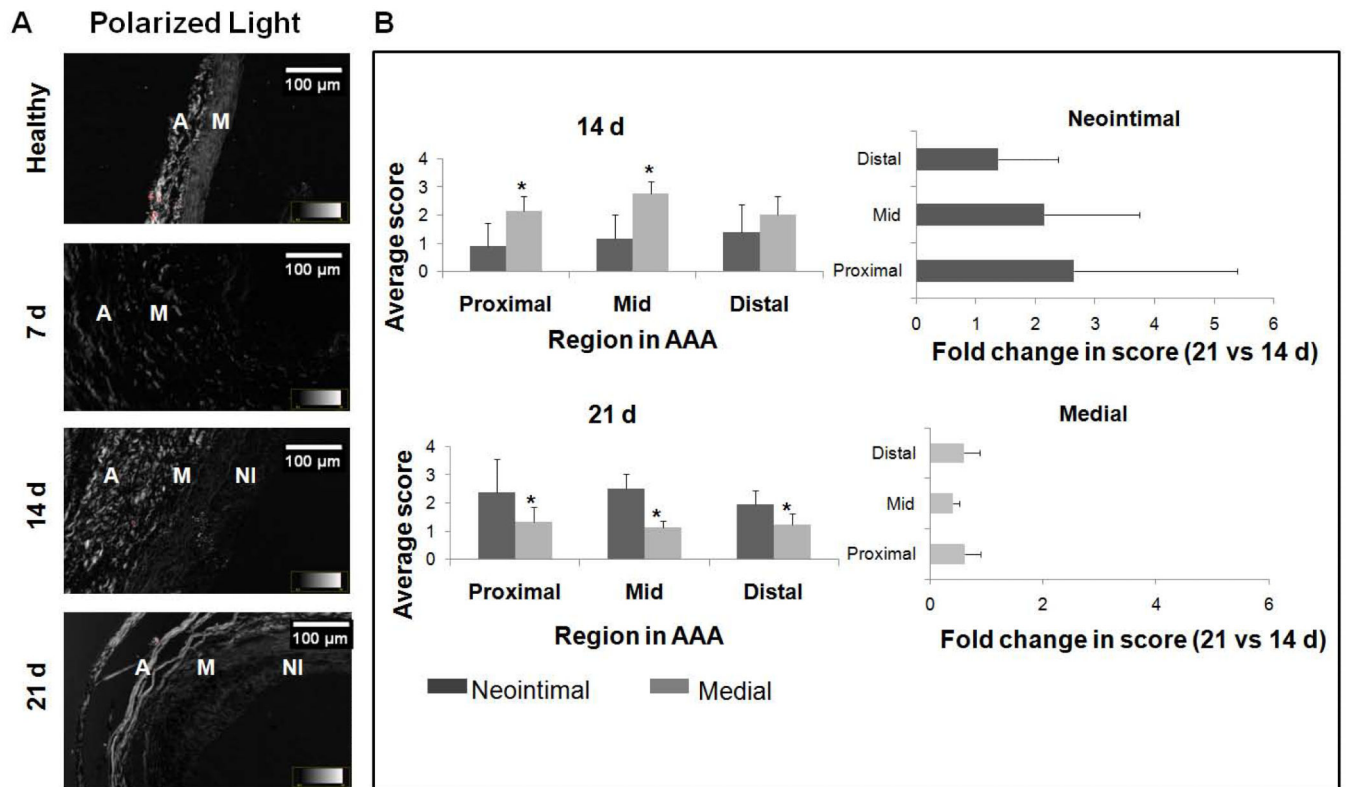 A
Polarized Light
Healthy
100 µm
A M
7 d
100 µm
A M
14 d
100 µm
A M NI
21 d
100 µm
A M NI
B
14 d
Average score
4
3
2
1
0
* *
Proximal Mid Distal
Region in AAA
Neointimal
Distal
Mid
Proximal
0 1 2 3 4 5 6
Fold change in score (21 vs 14 d)
21 d
Average score
4
3
2
1
0
* * *
Proximal Mid Distal
Region in AAA
Medial
Distal
Mid
Proximal
0 2 4 6
Fold change in score (21 vs 14 d)
Neointimal Medial